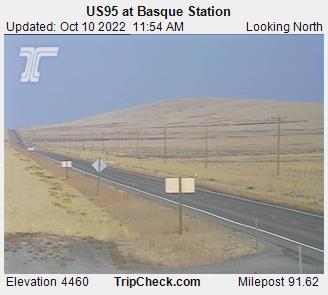 US95 at Basque Station
Updated: Oct 10 2022 11:54 AM Looking North
Elevation 4460 TripCheck.com Milepost 91.62